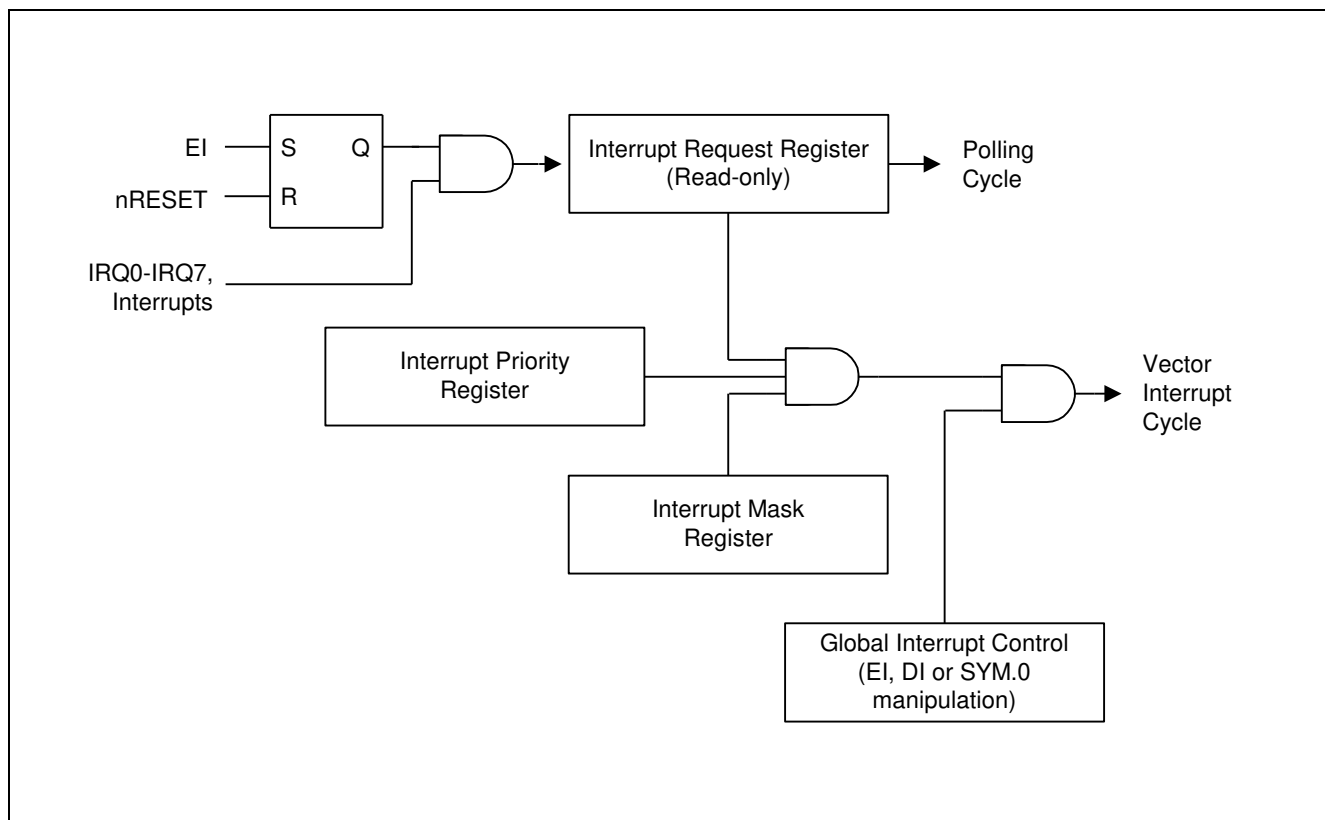 EI
S
Q
nRESET
R
IRQ0-IRQ7,
Interrupts
Interrupt Request Register
(Read-only)
Polling
Cycle
Interrupt Priority
Register
Vector
Interrupt
Cycle
Interrupt Mask
Register
Global Interrupt Control
(EI, DI or SYM.0
manipulation)